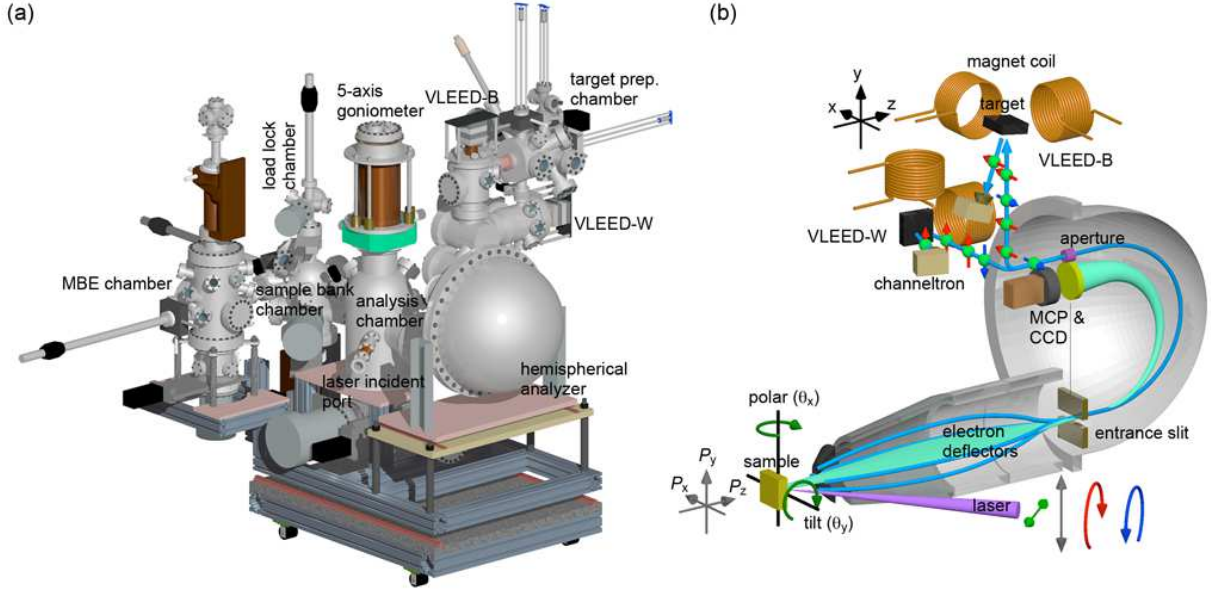 (a)
5-axis
goniometer
VLEED-B
target prep.
chamber
load lock
chamber
VLEED-W
MBE chamber
sample bank
chamber
analysis
chamber
laser incident
port
hemispherical
analyzer
(b)
magnet coil
y
x
z
target
VLEED-B
VLEED-W
aperture
channeltron
MCP &
CCD
polar (θx)
electron
deflectors
entrance slit
sample
Py
Px
Pz
laser
tilt (θy)